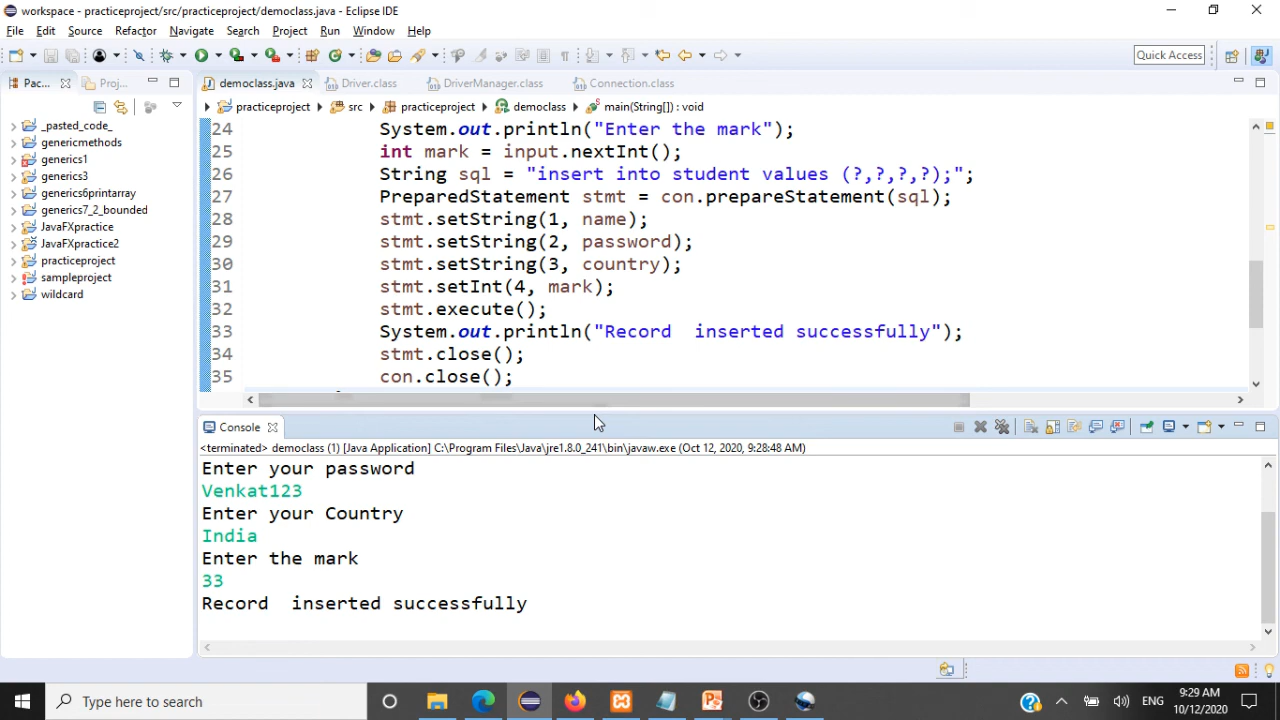 workspace - practiceproject/src/practiceproject/democlass.java - Eclipse IDE
File Edit Source Refactor Navigate Search Project Run Window Help
Quick Access
Pac... Proj...
democlass.java Driver.class DriverManager.class Connection.class
practiceproject src practiceproject democlass main(String[]) : void
_pasted_code_
genericmethods
generics1
generics3
generics6printarray
generics7_2_bounded
JavaFXpractice
JavaFXpractice2
practiceproject
sampleproject
wildcard
24 System.out.println("Enter the mark");
25 int mark = input.nextInt();
26 String sql = "insert into student values (?,?,?,?);";
27 PreparedStatement stmt = con.prepareStatement(sql);
28 stmt.setString(1, name);
29 stmt.setString(2, password);
30 stmt.setString(3, country);
31 stmt.setInt(4, mark);
32 stmt.execute();
33 System.out.println("Record  inserted successfully");
34 stmt.close();
35 con.close();
Console
<terminated> democlass (1) [Java Application] C:\Program Files\Java\jre1.8.0_241\bin\javaw.exe (Oct 12, 2020, 9:28:48 AM)
Enter your password
Venkat123
Enter your Country
India
Enter the mark
33
Record  inserted successfully
Type here to search
ENG
9:29 AM
10/12/2020